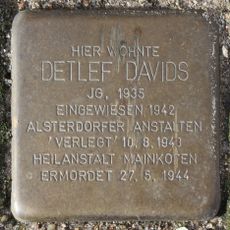 HIER WOHNTE
DETLEF DAVIDS
JG. 1935
EINGEWIESEN 1942
ALSTERDORFER ANSTALTEN
'VERLEGT' 10.8.1943
HEILANSTALT MAINKOFEN
ERMORDET 27.5.1944